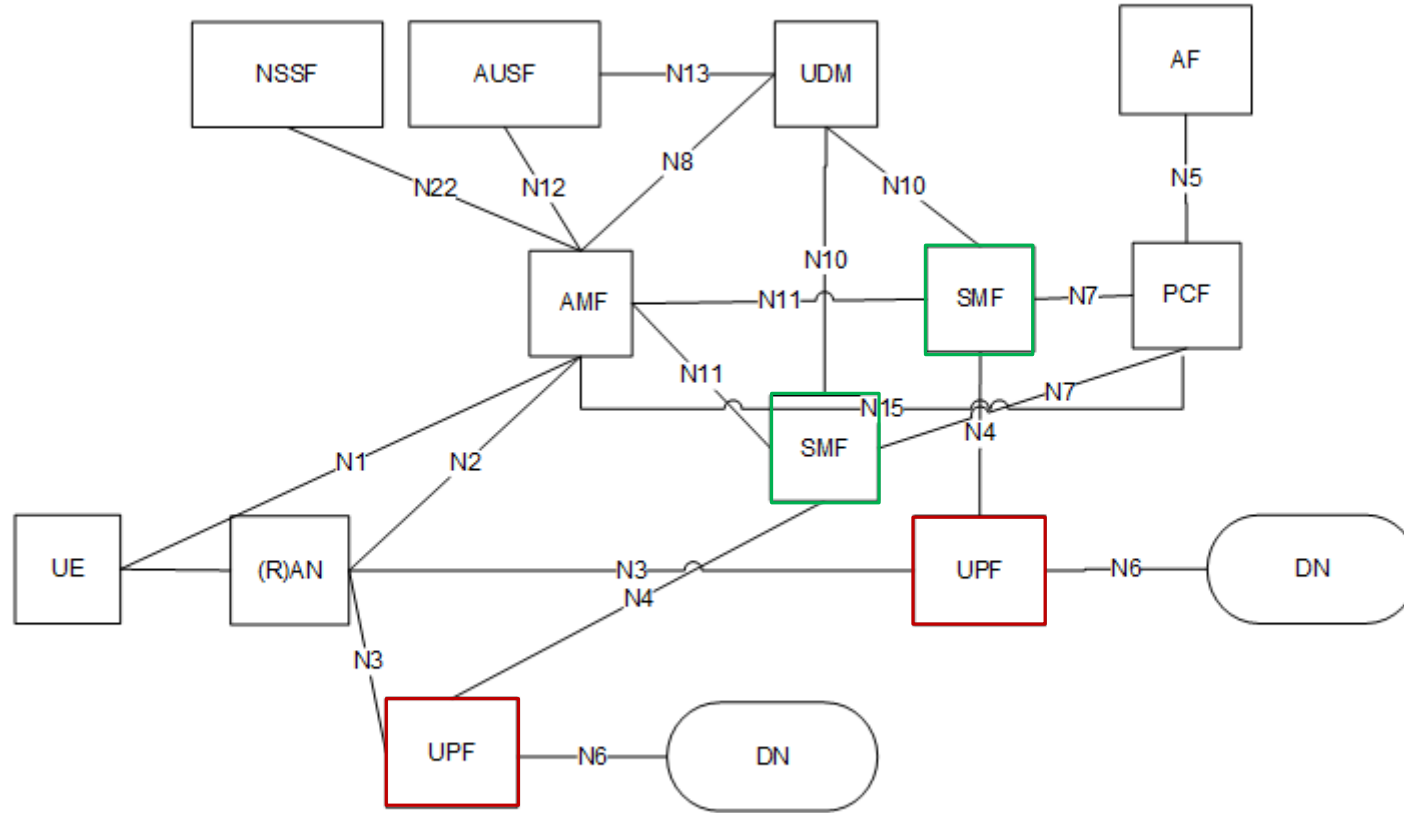 NSSF
AUSF
N13
UDM
AF
N22
N12
N8
N10
N5
AMF
N11
N10
SMF
N7
PCF
N11
N15
N7
N4
SMF
N1
N2
UE
(R)AN
N3
N4
UPF
N6
DN
N3
UPF
N6
DN